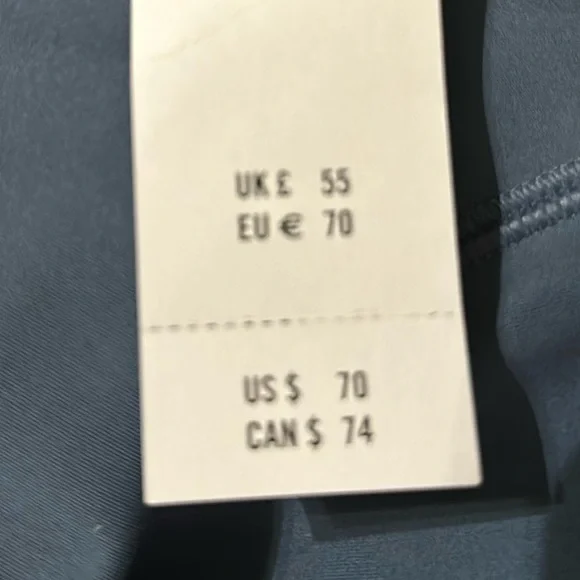 UK £ 55
EU € 70
US $ 70
CAN $ 74